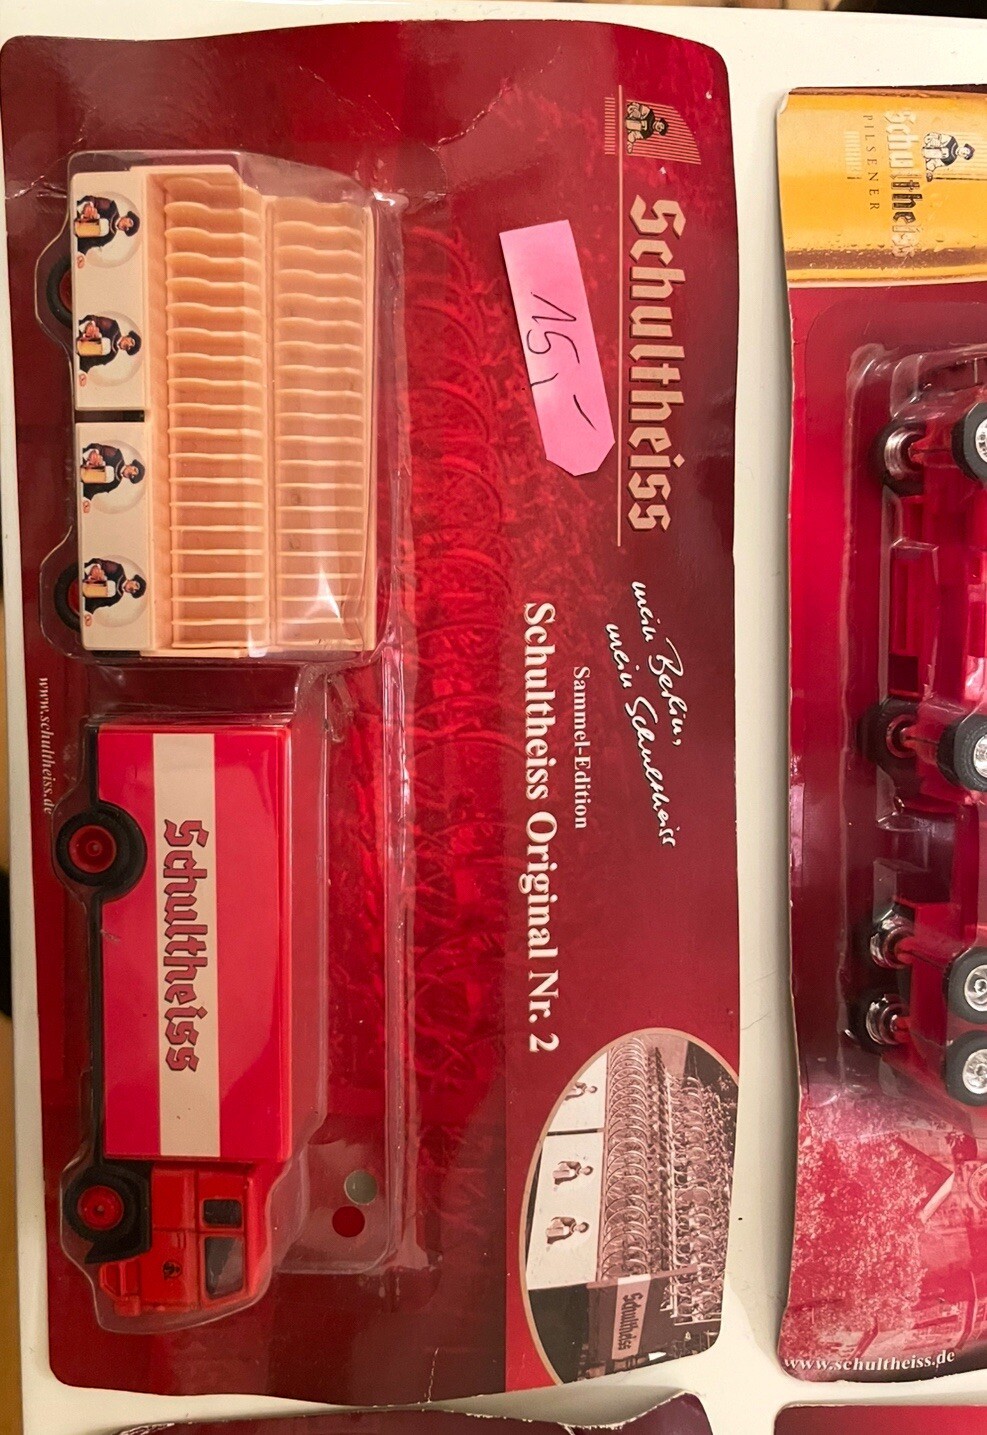 Schultheiss
mein Berlin,
mein Schultheiss
Sammel-Edition
Schultheiss Original Nr. 2
15,-
Schultheiss
Schultheiss
www.schultheiss.de
Schultheiss
PILSENER
www.schultheiss.de